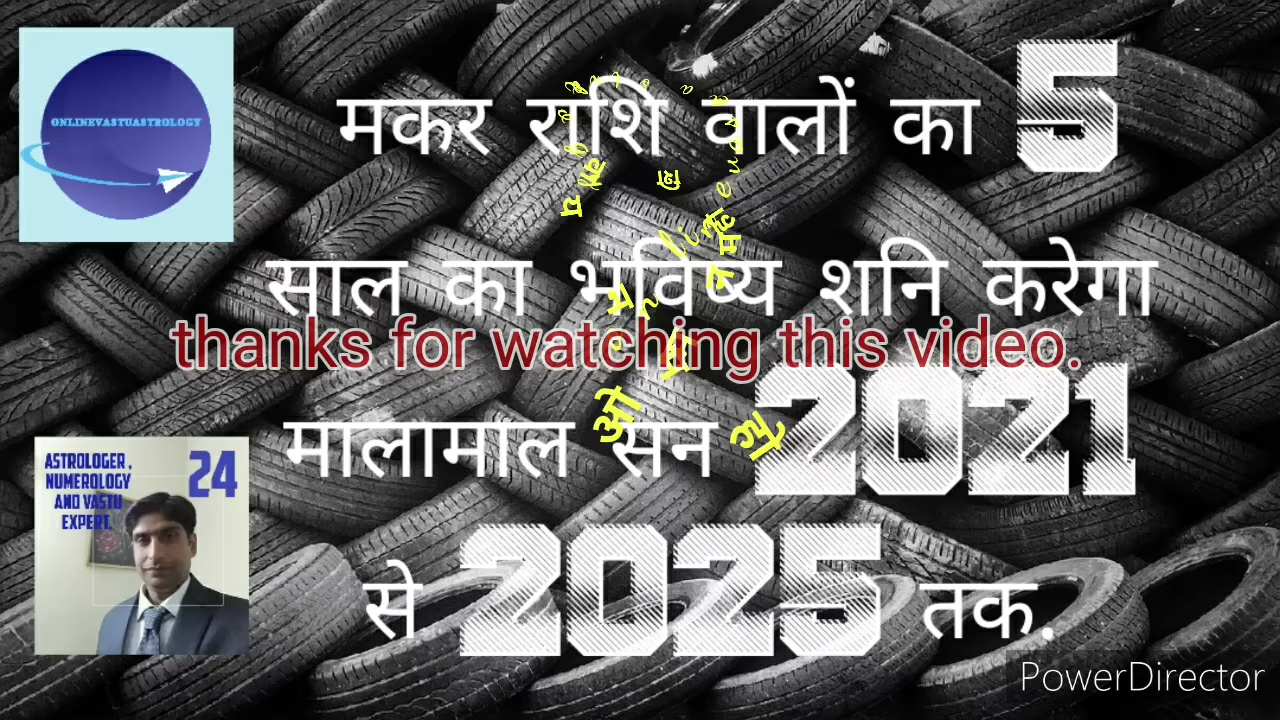 ONLINEVASTUASTROLOGY
मकर राशि वालों का 5
साल का भविष्य शनि करेगा
thanks for watching this video.
मालामाल सन 2021
से 2025 तक.
ASTROLOGER,
NUMEROLOGY
AND VASTU
EXPERT.
24
PowerDirector